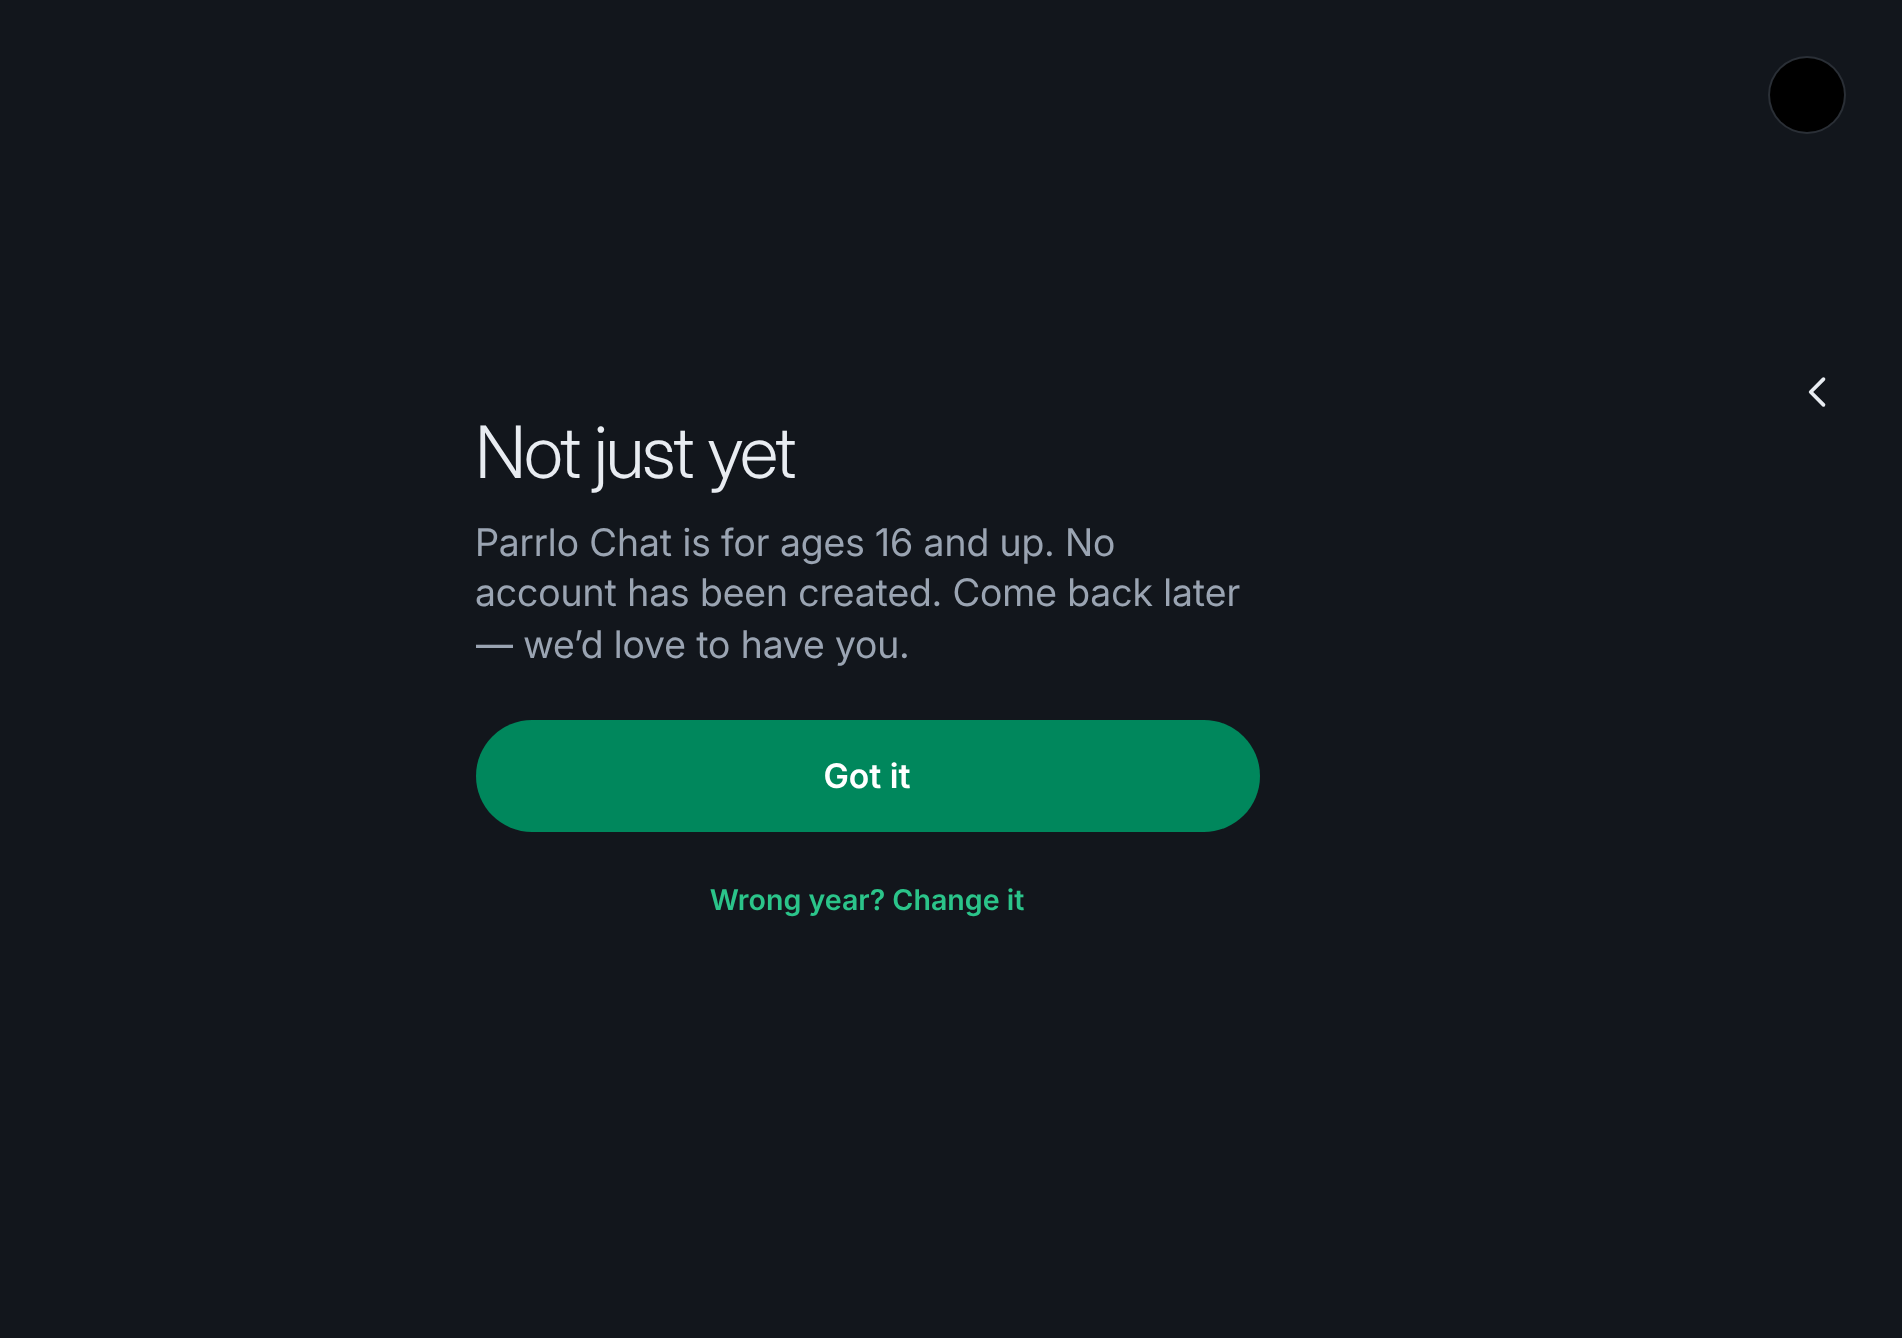 Not just yet
Parrlo Chat is for ages 16 and up. No
account has been created. Come back later
— we’d love to have you.
Got it
Wrong year? Change it